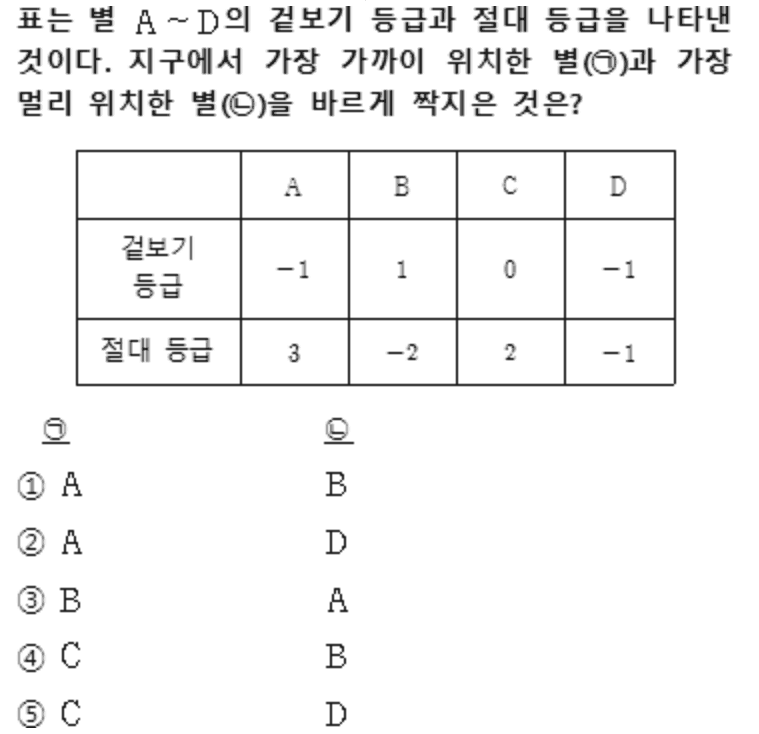 표는 별 A ~ D의 겉보기 등급과 절대 등급을 나타낸
것이다. 지구에서 가장 가까이 위치한 별(㉠)과 가장
멀리 위치한 별(㉡)을 바르게 짝지은 것은?
A B C D
겉보기
등급 -1 1 0 -1
절대 등급 3 -2 2 -1
㉠ ㉡
① A B
② A D
③ B A
④ C B
⑤ C D